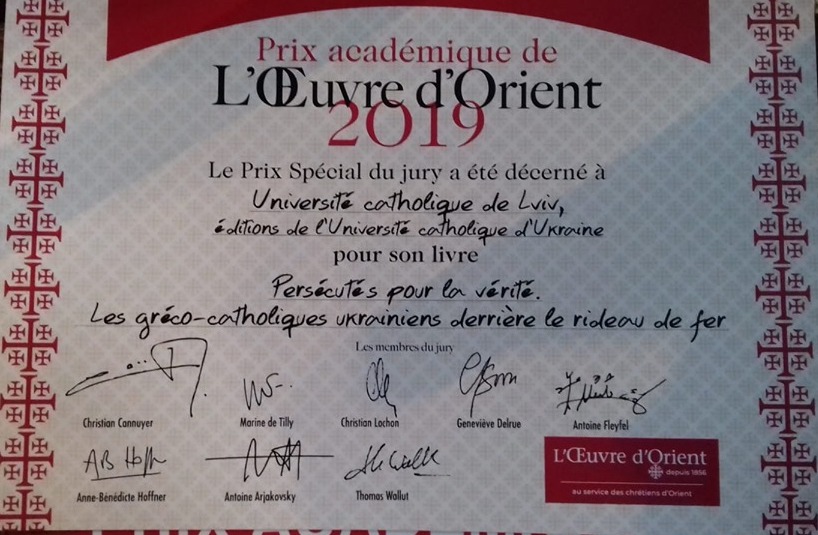 Prix académique de
L'Œuvre d'Orient
2019
Le Prix Spécial du jury a été décerné à
Université catholique de Lviv,
éditions de l'Université catholique d'Ukraine
pour son livre
Persécutés pour la vérité.
Les gréco-catholiques ukrainiens derrière le rideau de fer
Les membres du jury
Christian Cannuyer
Marine de Tilly
Christian Lochon
Geneviève Delrue
Antoine Fleyfel
Anne-Bénédicte Hoffner
Antoine Arjakovsky
Thomas Wallut
L'Œuvre d'Orient
depuis 1856
au service des chrétiens d'Orient